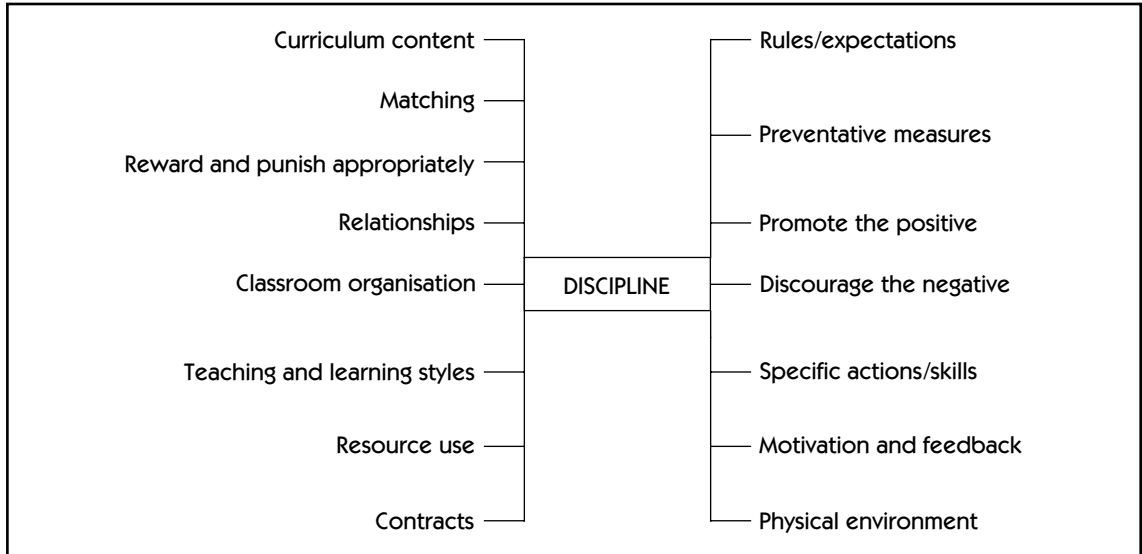 Curriculum content
Matching
Reward and punish appropriately
Relationships
Classroom organisation
Teaching and learning styles
Resource use
Contracts
DISCIPLINE
Rules/expectations
Preventative measures
Promote the positive
Discourage the negative
Specific actions/skills
Motivation and feedback
Physical environment